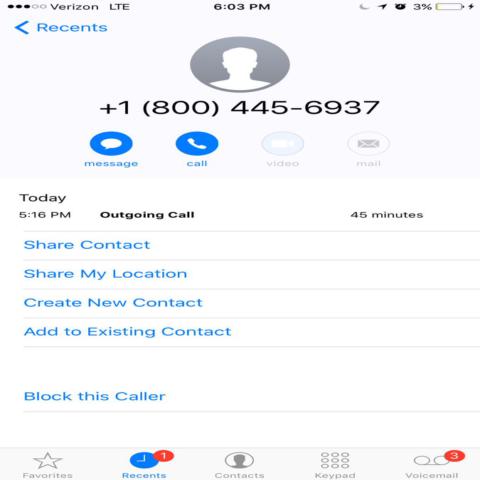 Verizon LTE 6:03 PM 3%
Recents
+1 (800) 445-6937
message call video mail
Today
5:16 PM Outgoing Call 45 minutes
Share Contact
Share My Location
Create New Contact
Add to Existing Contact
Block this Caller
1 3
Favorites Recents Contacts Keypad Voicemail